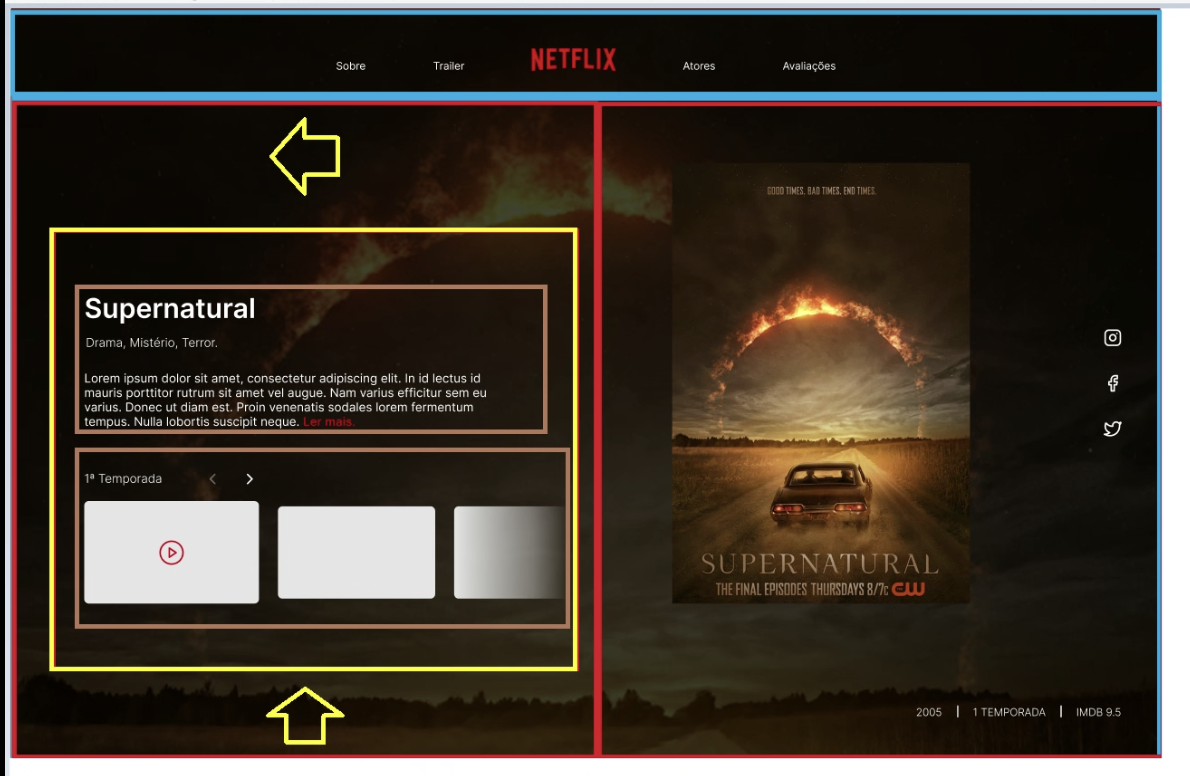 Sobre
Trailer
NETFLIX
Atores
Avaliações
Supernatural
Drama, Mistério, Terror.
Lorem ipsum dolor sit amet, consectetur adipiscing elit. In id lectus id
mauris porttitor rutrum sit amet vel augue. Nam varius efficitur sem eu
varius. Donec ut diam est. Proin venenatis sodales lorem fermentum
tempus. Nulla lobortis suscipit neque. Ler mais.
1ª Temporada
GOOD TIMES. BAD TIMES. END TIMES.
SUPERNATURAL
THE FINAL EPISODES THURSDAYS 8/7c CW
2005 | 1 TEMPORADA | IMDB 9.5